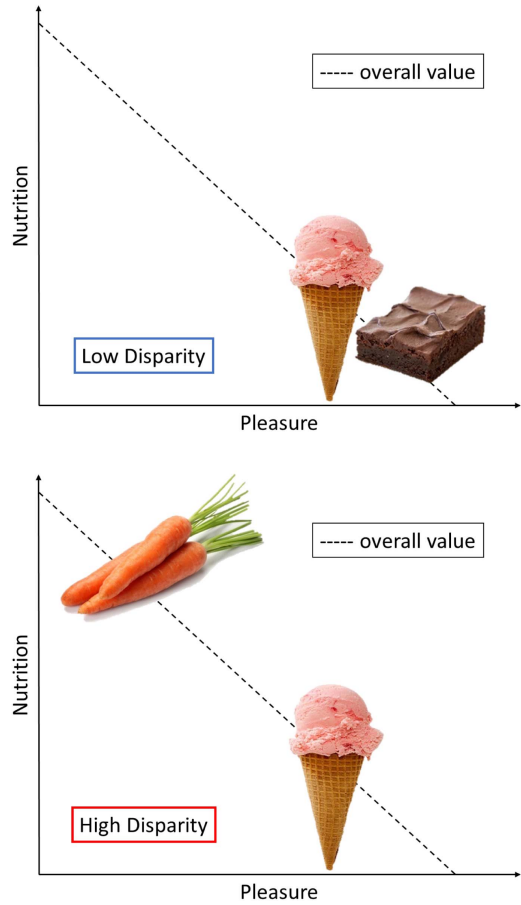 ----- overall value
Nutrition
Low Disparity
Pleasure
----- overall value
Nutrition
High Disparity
Pleasure